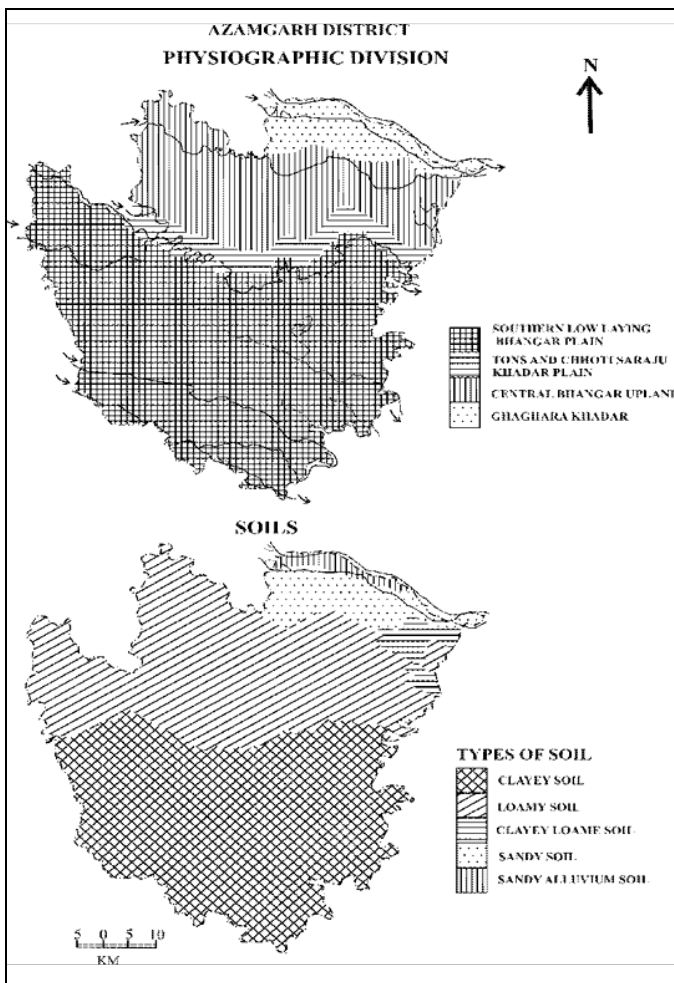 AZAMGARH DISTRICT
PHYSIOGRAPHIC DIVISION
N
SOUTHERN LOW LAYING
BHANGAR PLAIN
TONS AND CHHOTI SARAJU
KHADAR PLAIN
CENTRAL BHANGAR UPLAND
GHAGHARA KHADAR
SOILS
TYPES OF SOIL
CLAYEY SOIL
LOAMY SOIL
CLAYEY LOAME SOIL
SANDY SOIL
SANDY ALLUVIUM SOIL
5 0 5 10
KM